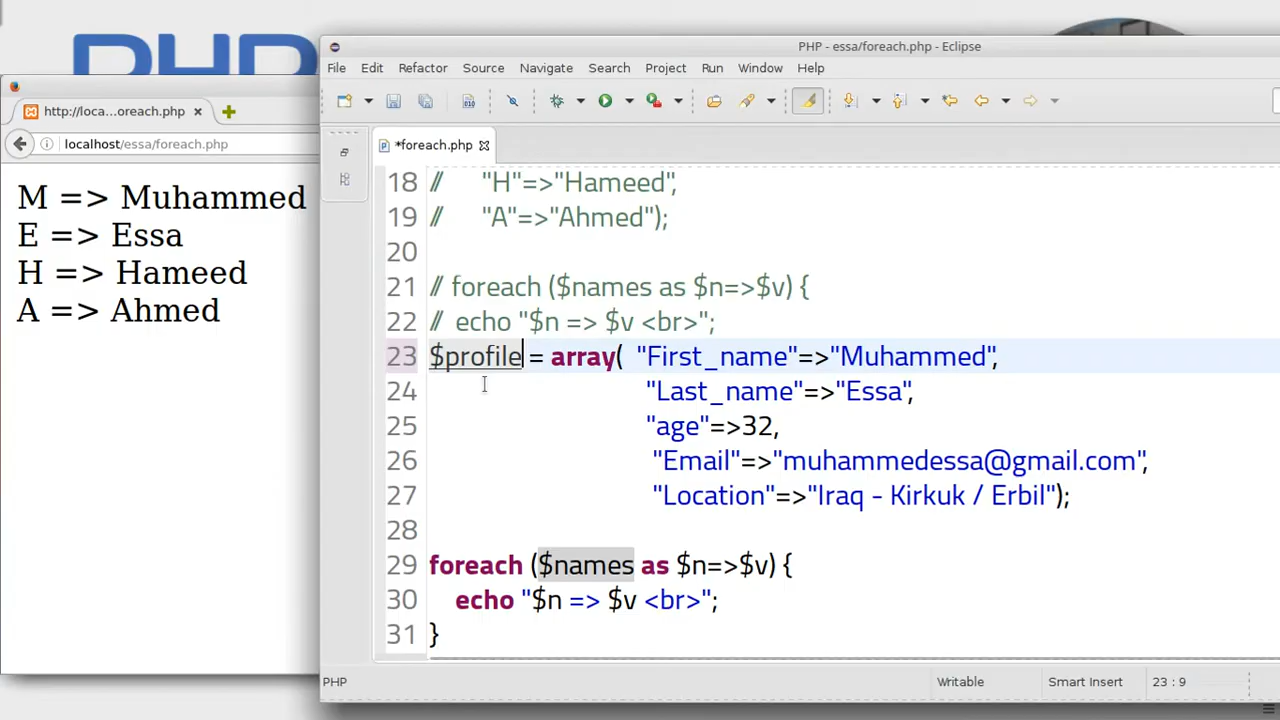 PHP
PHP - essa/foreach.php - Eclipse
File Edit Refactor Source Navigate Search Project Run Window Help
http://loca...oreach.php
localhost/essa/foreach.php
*foreach.php
M => Muhammed
E => Essa
H => Hameed
A => Ahmed
18 // "H"=>"Hameed",
19 // "A"=>"Ahmed");
20
21 // foreach ($names as $n=>$v) {
22 // echo "$n => $v <br>";
23 $profile = array( "First_name"=>"Muhammed",
24 "Last_name"=>"Essa",
25 "age"=>32,
26 "Email"=>"muhammedessa@gmail.com",
27 "Location"=>"Iraq - Kirkuk / Erbil");
28
29 foreach ($names as $n=>$v) {
30 echo "$n => $v <br>";
31 }
PHP Writable Smart Insert 23 : 9